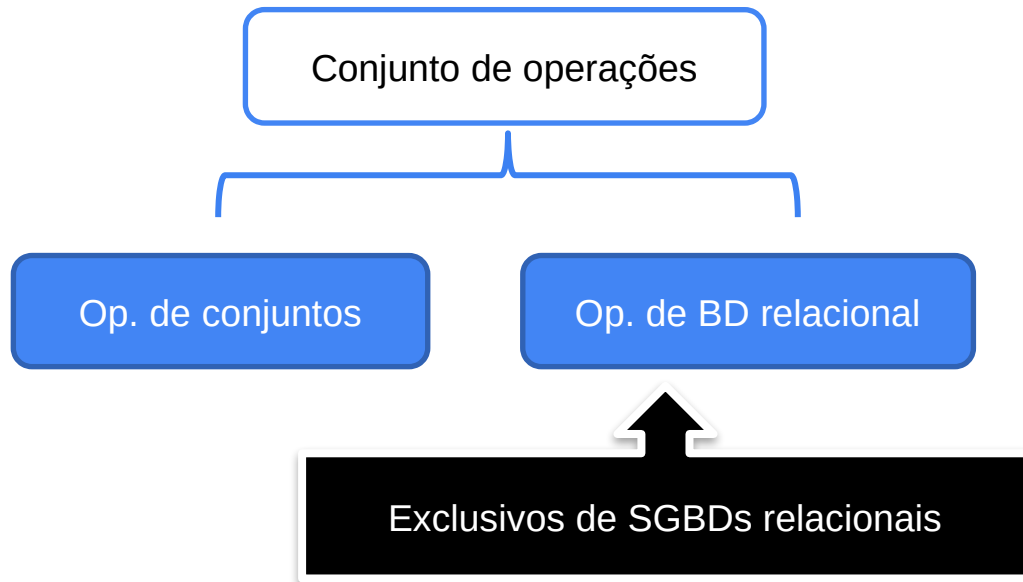 Conjunto de operações
Op. de conjuntos
Op. de BD relacional
Exclusivos de SGBDs relacionais